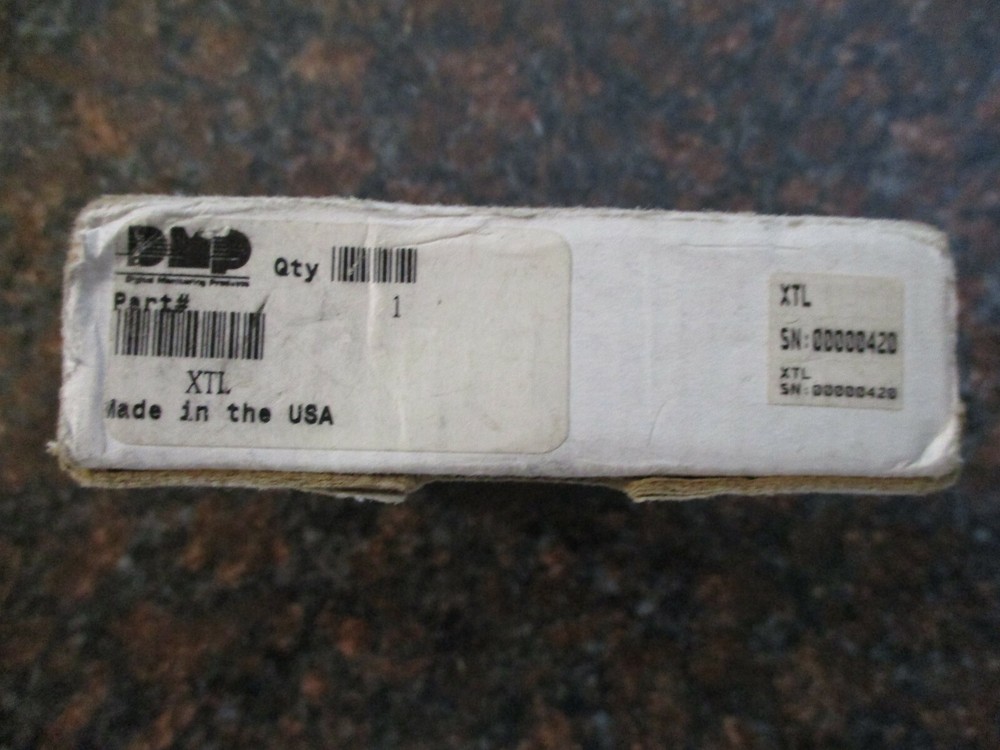 DMP
Digital Monitoring Products
Qty
1
Part#
XTL
Made in the USA
XTL
SN:00000420
XTL
SN:00000420